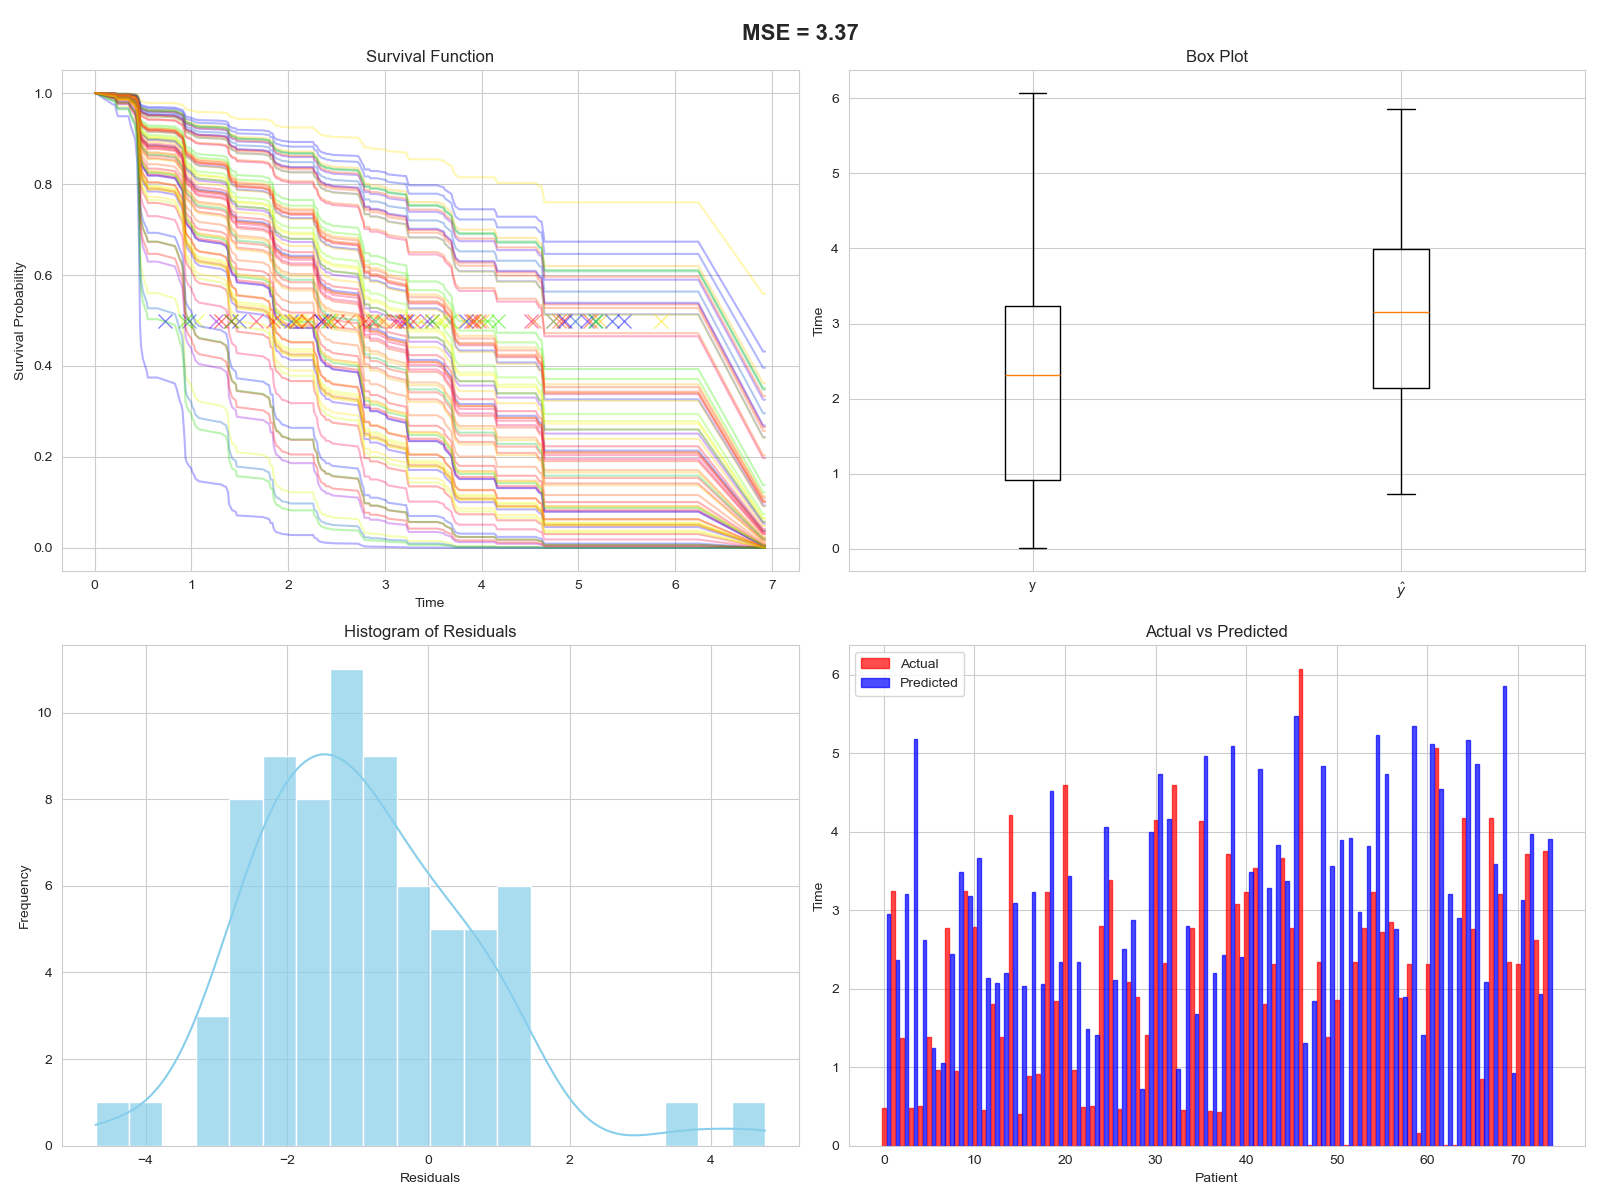 MSE = 3.37
Survival Function
Survival Probability
1.0
0.8
0.6
0.4
0.2
0.0
0 1 2 3 4 5 6 7
Time
Box Plot
Time
6
5
4
3
2
1
0
y ŷ
Histogram of Residuals
Frequency
10
8
6
4
2
0
−4 −2 0 2 4
Residuals
Actual vs Predicted
Actual
Predicted
Time
6
5
4
3
2
1
0
0 10 20 30 40 50 60 70
Patient